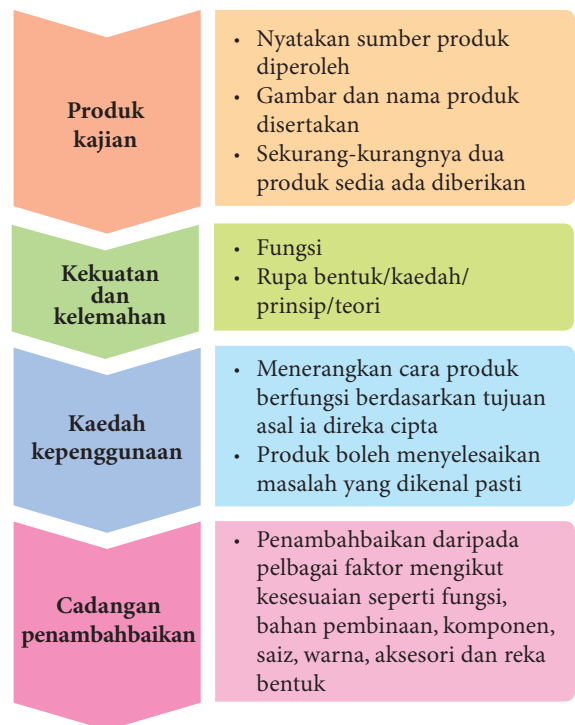 Produk
kajian
• Nyatakan sumber produk
diperoleh
• Gambar dan nama produk
disertakan
• Sekurang-kurangnya dua
produk sedia ada diberikan
Kekuatan
dan
kelemahan
• Fungsi
• Rupa bentuk/kaedah/
prinsip/teori
Kaedah
kepenggunaan
• Menerangkan cara produk
berfungsi berdasarkan tujuan
asal ia direka cipta
• Produk boleh menyelesaikan
masalah yang dikenal pasti
Cadangan
penambahbaikan
• Penambahbaikan daripada
pelbagai faktor mengikut
kesesuaian seperti fungsi,
bahan pembinaan, komponen,
saiz, warna, aksesori dan reka
bentuk